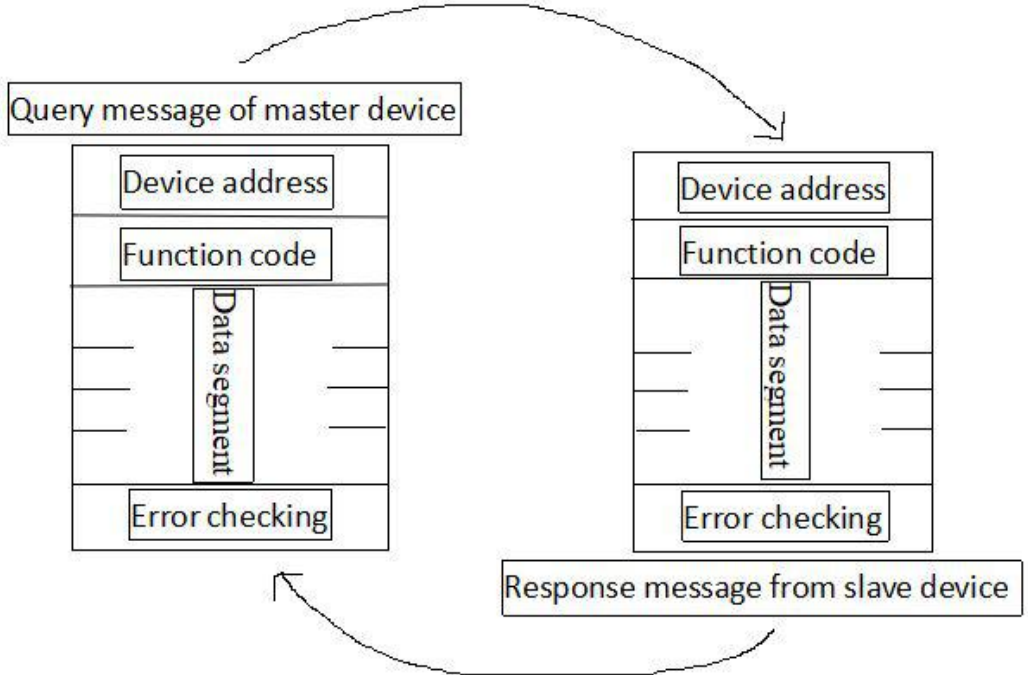 Query message of master device
Device address
Function code
Data segment
Error checking
Device address
Function code
Data segment
Error checking
Response message from slave device